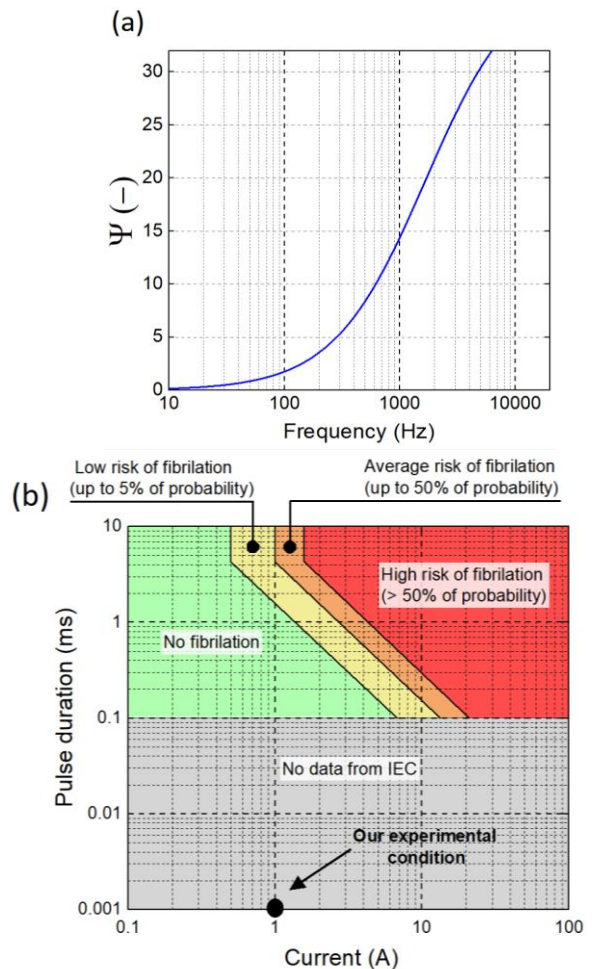 (a)
30
25
20
15
10
5
0
Ψ (−)
10 100 1000 10000
Frequency (Hz)
Low risk of fibrilation
(up to 5% of probability)
Average risk of fibrilation
(up to 50% of probability)
(b)
10
1
0.1
0.01
0.001
Pulse duration (ms)
High risk of fibrilation
(> 50% of probability)
No fibrilation
No data from IEC
Our experimental
condition
0.1 1 10 100
Current (A)